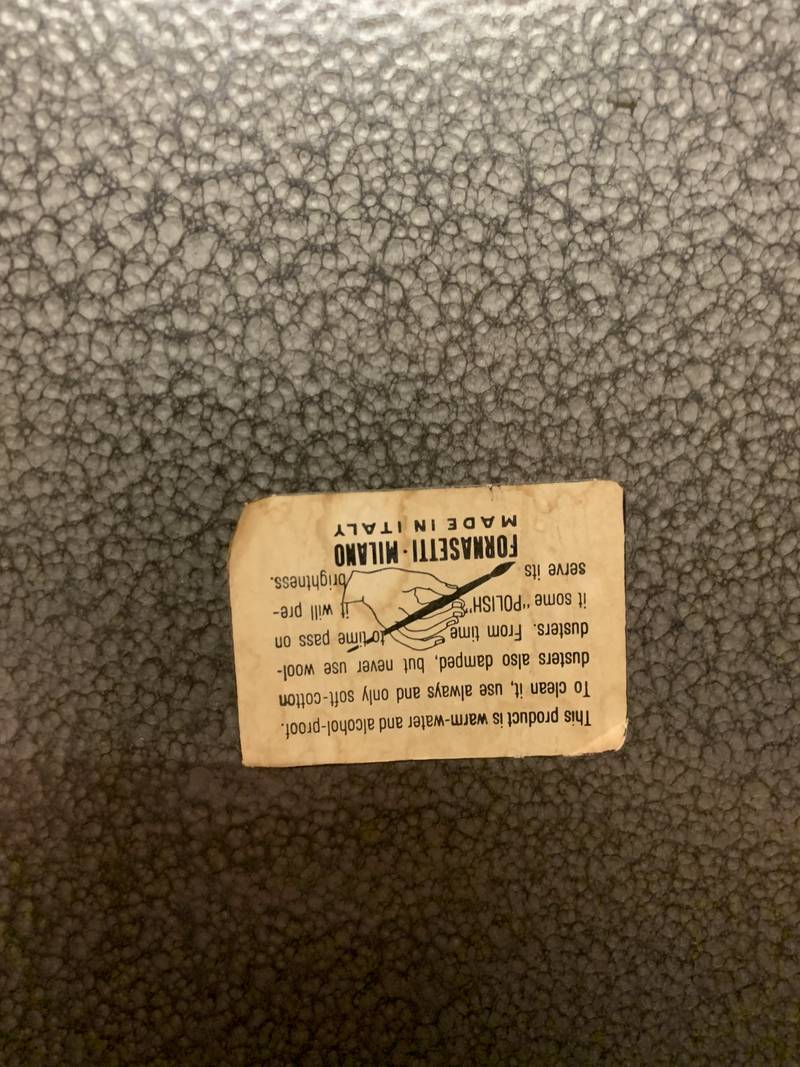 This product is warm-water and alcohol-proof.
To clean it, use always and only soft-cotton
dusters also damped, but never use wool-
dusters. From time to time pass on
it some "POLISH" it will pre-
serve its brightness.
FORNASETTI·MILANO
MADE IN ITALY